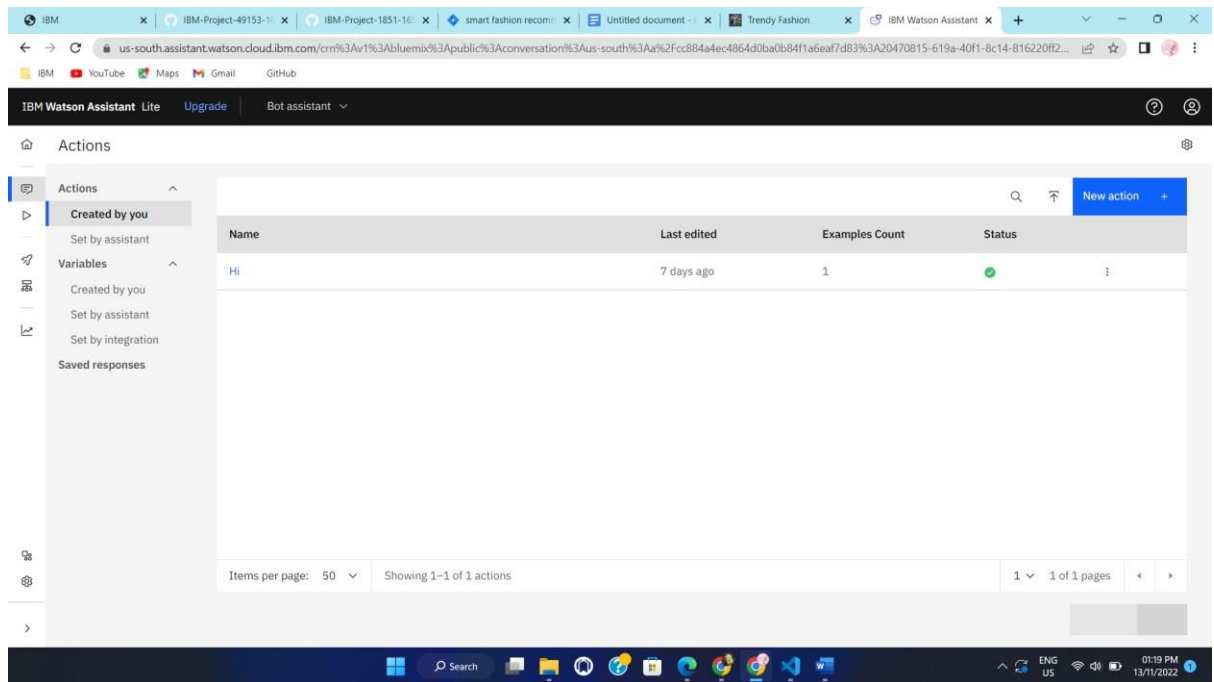 IBM
IBM-Project-49153-1
IBM-Project-1851-16
smart fashion recom
Untitled document -
Trendy Fashion
IBM Watson Assistant
us-south.assistant.watson.cloud.ibm.com/crn%3Av1%3Abluemix%3Apublic%3Aconversation%3Aus-south%3Aa%2Fcc884a4ec4864d0ba0b84f1a6eaf7d83%3A20470815-619a-40f1-8c14-816220ff2...
IBM YouTube Maps Gmail GitHub
IBM Watson Assistant Lite Upgrade Bot assistant
Actions
Actions
Created by you
Set by assistant
Variables
Created by you
Set by assistant
Set by integration
Saved responses
New action +
Name Last edited Examples Count Status
Hi 7 days ago 1
Items per page: 50 Showing 1–1 of 1 actions 1 1 of 1 pages
Search
ENG
US
01:19 PM
13/11/2022
1